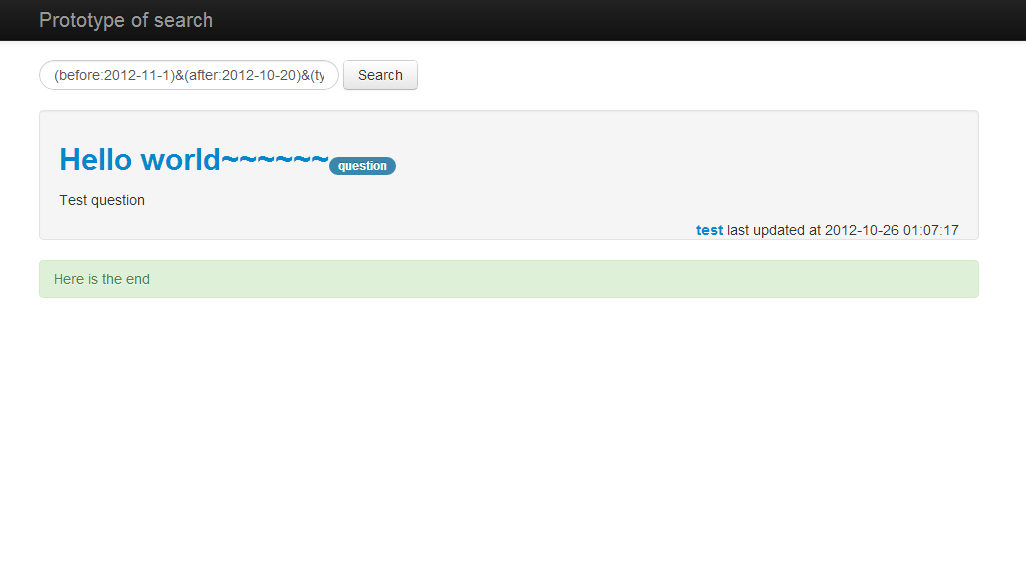 Prototype of search
(before:2012-11-1)&(after:2012-10-20)&(ty Search
Hello world~~~~~~ question
Test question
test last updated at 2012-10-26 01:07:17
Here is the end